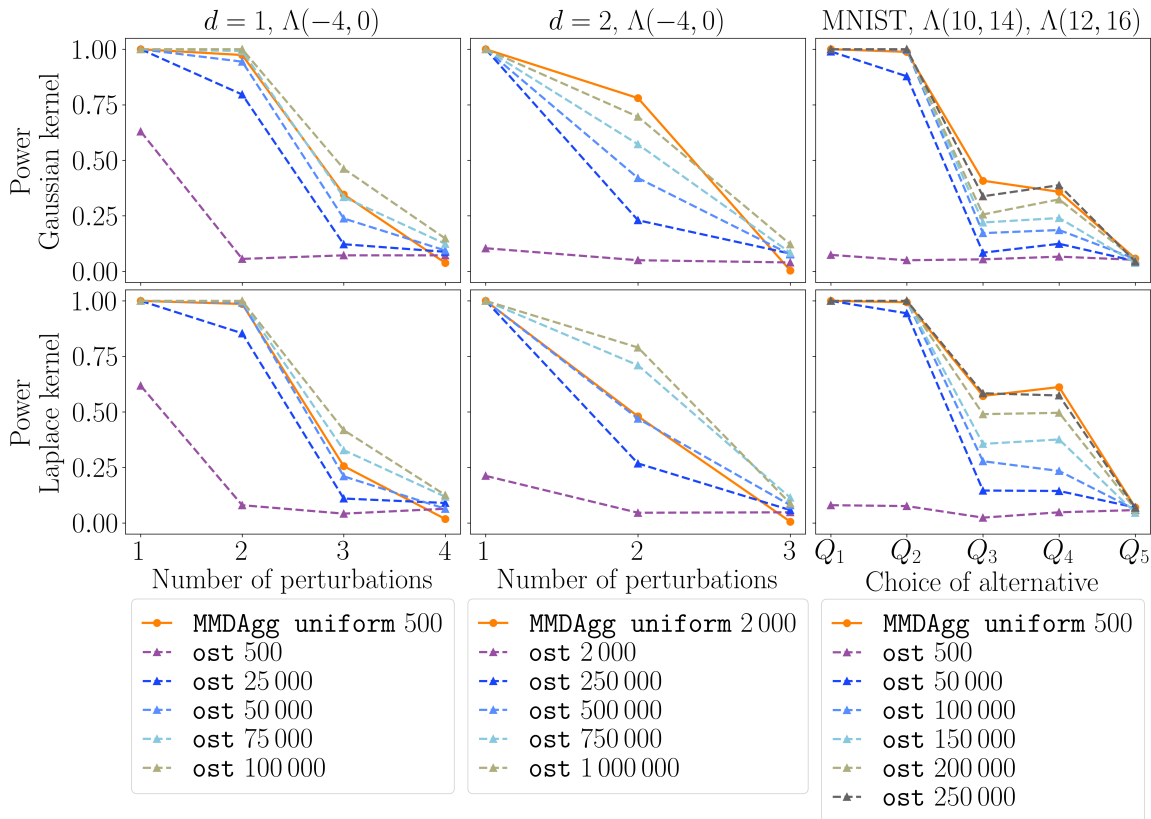 d = 1, Λ(−4, 0)
d = 2, Λ(−4, 0)
MNIST, Λ(10, 14), Λ(12, 16)
Power
Gaussian kernel
1.00
0.75
0.50
0.25
0.00
Power
Laplace kernel
1.00
0.75
0.50
0.25
0.00
1 2 3 4
Number of perturbations
1 2 3
Number of perturbations
Q1 Q2 Q3 Q4 Q5
Choice of alternative
MMDAgg uniform 500
ost 500
ost 25 000
ost 50 000
ost 75 000
ost 100 000
MMDAgg uniform 2 000
ost 2 000
ost 250 000
ost 500 000
ost 750 000
ost 1 000 000
MMDAgg uniform 500
ost 500
ost 50 000
ost 100 000
ost 150 000
ost 200 000
ost 250 000